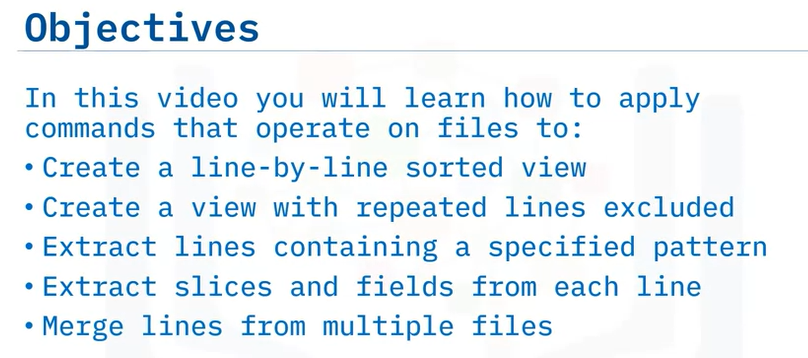 Objectives
In this video you will learn how to apply
commands that operate on files to:
• Create a line-by-line sorted view
• Create a view with repeated lines excluded
• Extract lines containing a specified pattern
• Extract slices and fields from each line
• Merge lines from multiple files